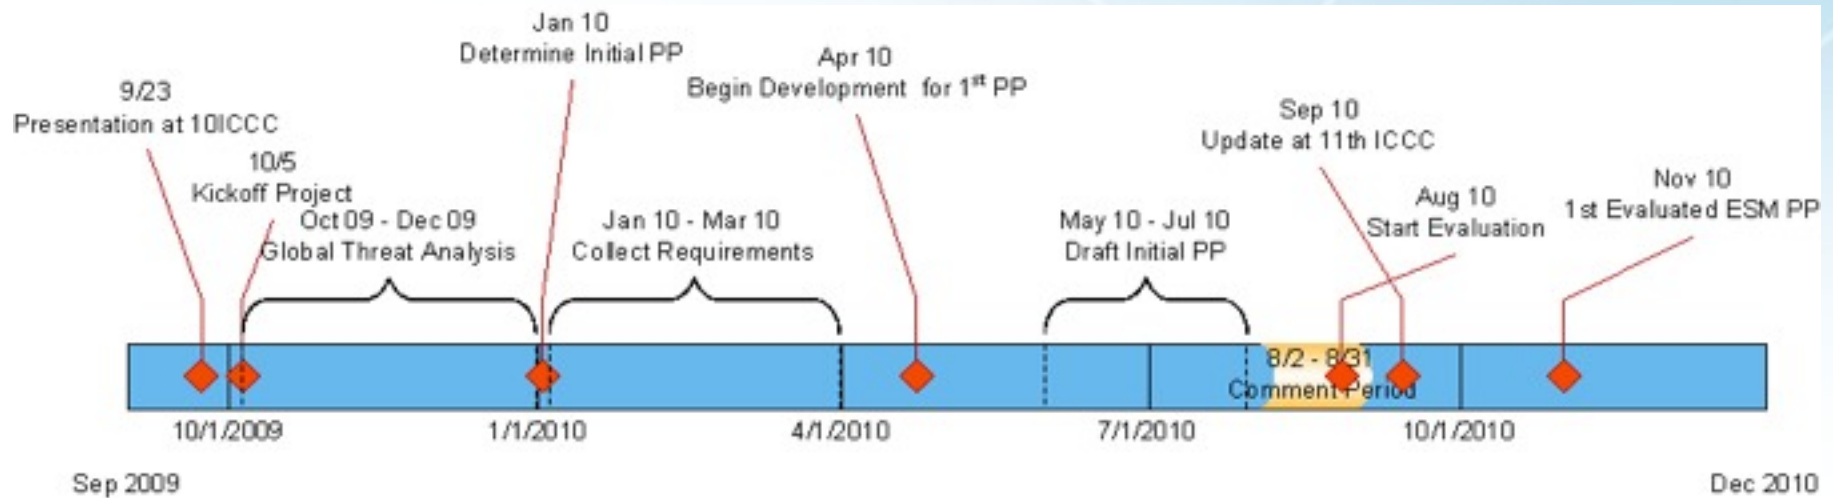 Jan 10
Determine Initial PP
Apr 10
Begin Development for 1st PP
9/23
Presentation at 10ICCC
Sep 10
Update at 11th ICCC
10/5
Kickoff Project
Nov 10
1st Evaluated ESM PP
Aug 10
Start Evaluation
Oct 09 - Dec 09
Global Threat Analysis
Jan 10 - Mar 10
Collect Requirements
May 10 - Jul 10
Draft Initial PP
8/2 - 8/31
Comment Period
10/1/2009
1/1/2010
4/1/2010
7/1/2010
10/1/2010
Sep 2009
Dec 2010